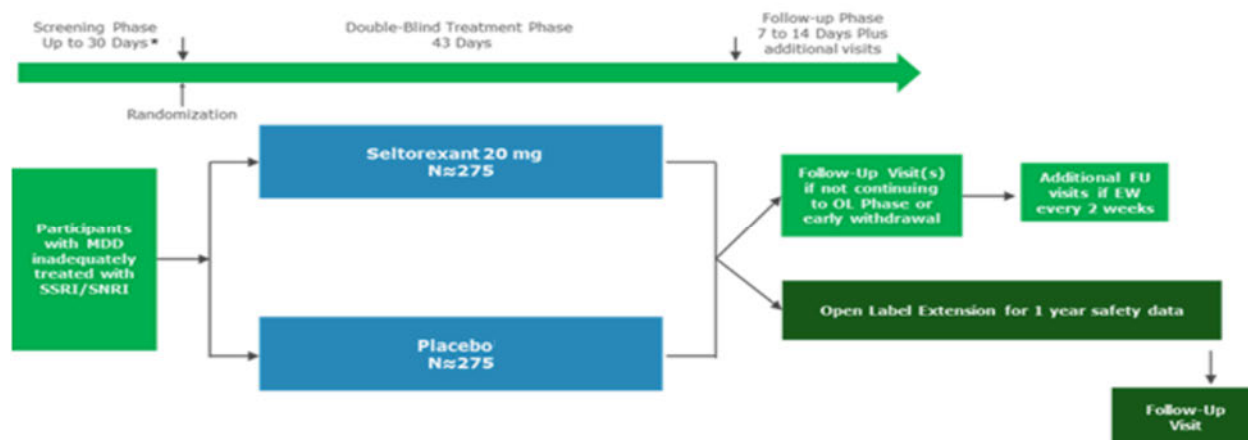 Screening Phase
Up to 30 Days*
Double-Blind Treatment Phase
43 Days
Follow-up Phase
7 to 14 Days Plus
additional visits
Randomization
Participants
with MDD
inadequately
treated with
SSRI/SNRI
Seltorexant 20 mg
N≈275
Placebo
N≈275
Follow-Up Visit(s)
if not continuing
to OL Phase or
early withdrawal
Additional FU
visits if EW
every 2 weeks
Open Label Extension for 1 year safety data
Follow-Up
Visit